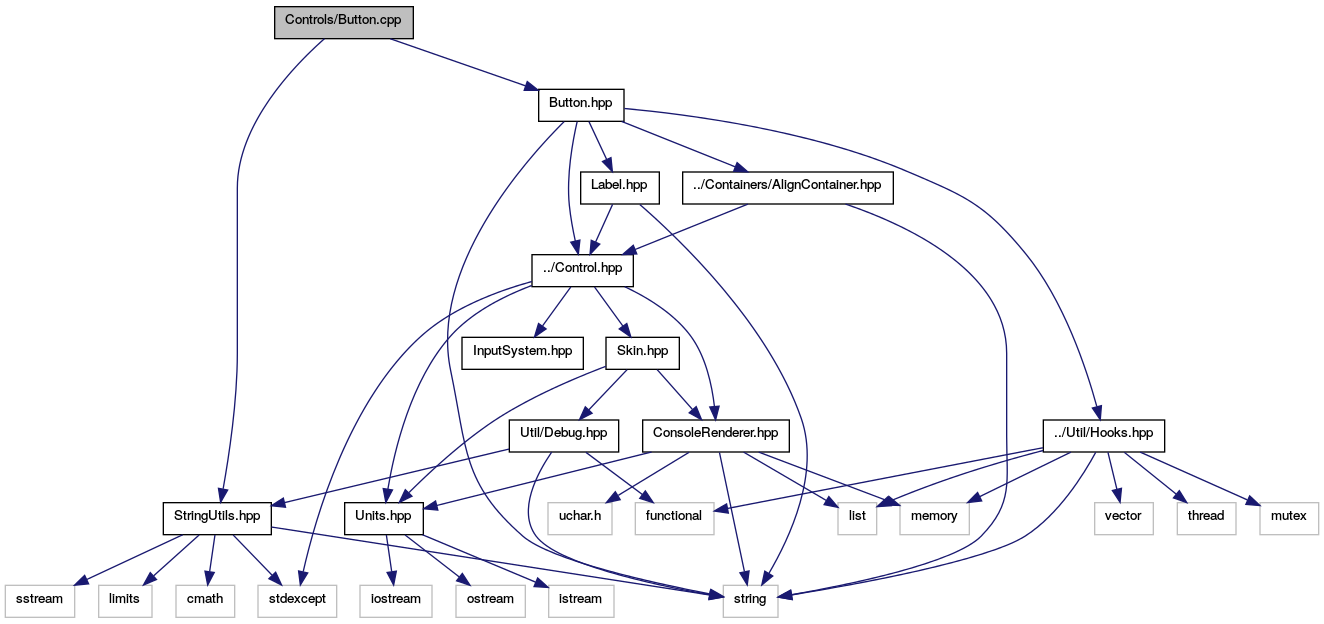 Controls/Button.cpp
Button.hpp
Label.hpp
../Containers/AlignContainer.hpp
../Control.hpp
InputSystem.hpp
Skin.hpp
Util/Debug.hpp
ConsoleRenderer.hpp
../Util/Hooks.hpp
StringUtils.hpp
Units.hpp
uchar.h
functional
list
memory
vector
thread
mutex
sstream
limits
cmath
stdexcept
iostream
ostream
istream
string